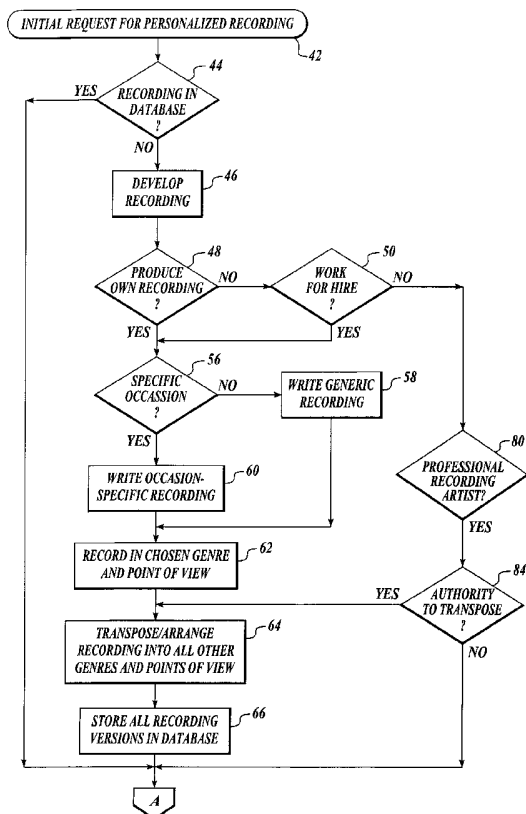 INITIAL REQUEST FOR PERSONALIZED RECORDING
42
44
YES
RECORDING IN
DATABASE
?
NO
46
DEVELOP
RECORDING
48
50
PRODUCE
OWN RECORDING
?
NO
WORK
FOR HIRE
?
NO
YES
YES
56
SPECIFIC
OCCASSION
?
NO
58
WRITE GENERIC
RECORDING
YES
60
WRITE OCCASION-
SPECIFIC RECORDING
80
PROFESSIONAL
RECORDING
ARTIST?
YES
62
RECORD IN CHOSEN GENRE
AND POINT OF VIEW
84
YES
AUTHORITY
TO TRANSPOSE
?
NO
64
TRANSPOSE/ARRANGE
RECORDING INTO ALL OTHER
GENRES AND POINTS OF VIEW
66
STORE ALL RECORDING
VERSIONS IN DATABASE
A